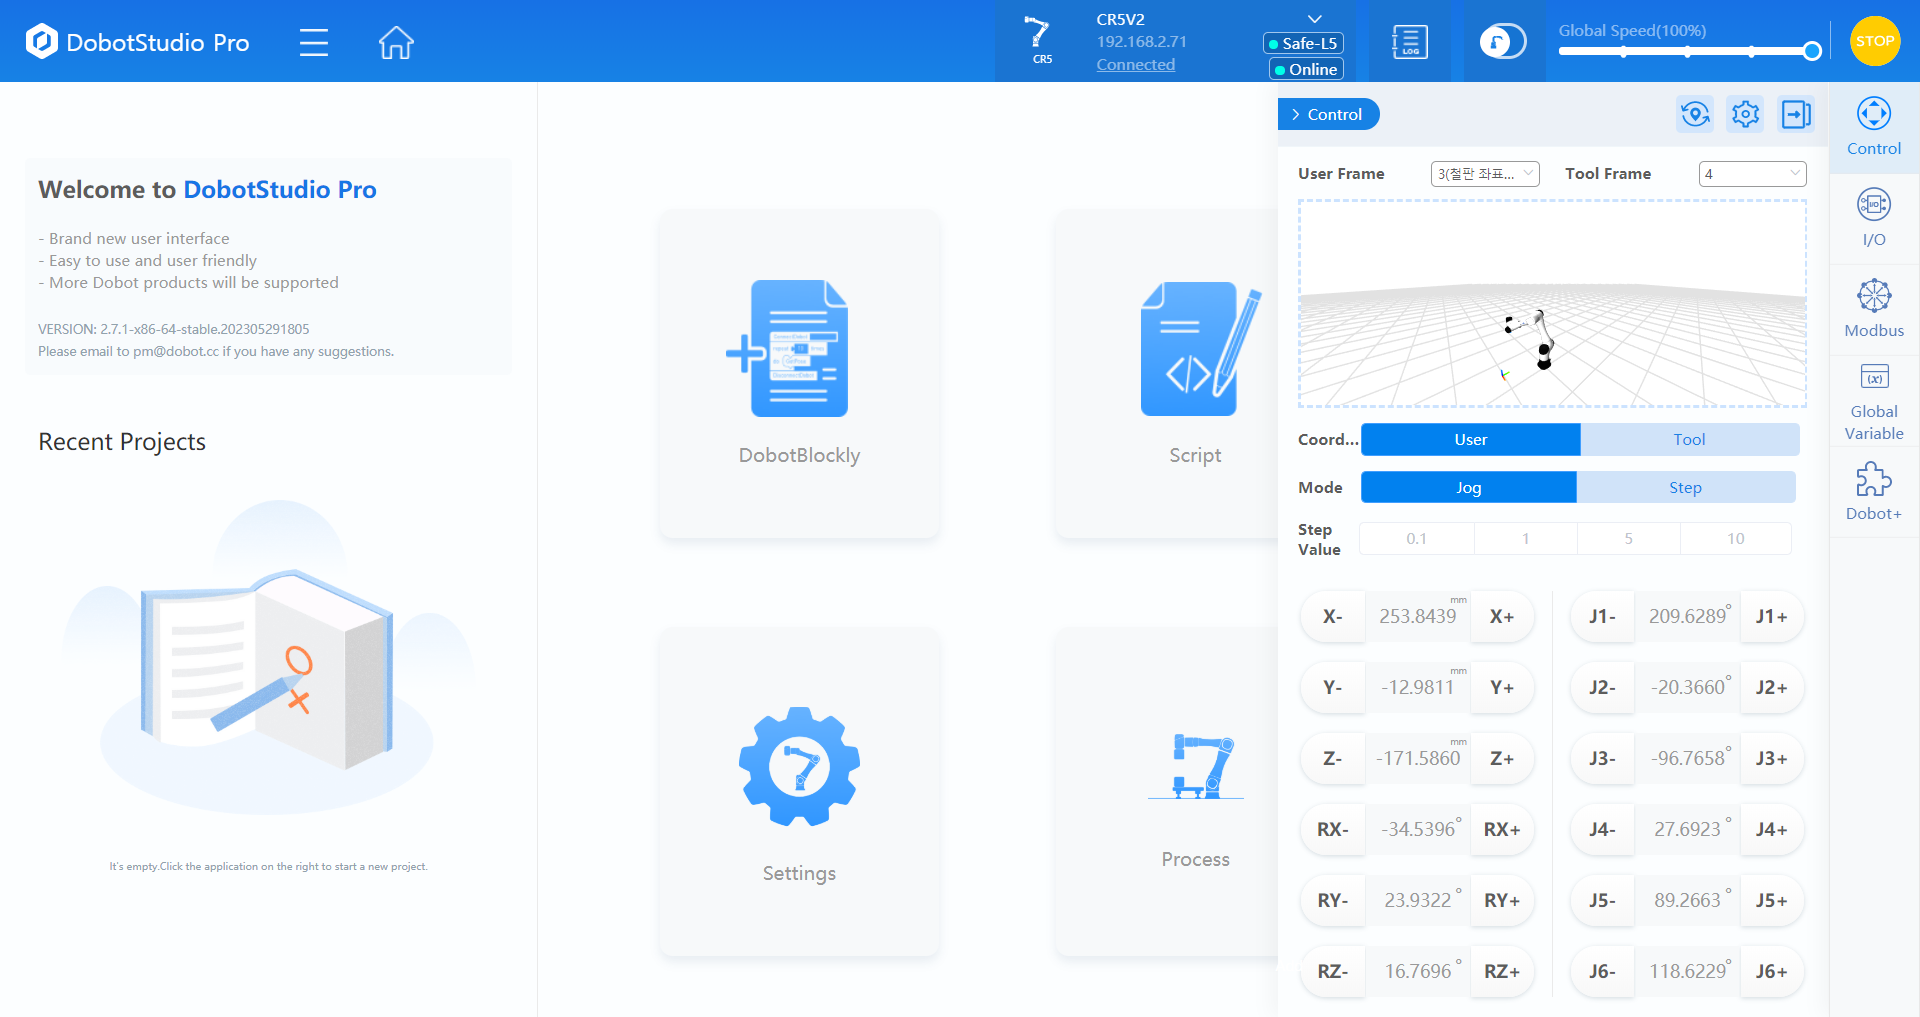 DobotStudio Pro
CR5
CR5V2
192.168.2.71
Connected
Safe-L5
Online
LOG
Global Speed(100%)
STOP
Welcome to DobotStudio Pro
- Brand new user interface
- Easy to use and user friendly
- More Dobot products will be supported
VERSION: 2.7.1-x86-64-stable.202305291805
Please email to pm@dobot.cc if you have any suggestions.
Recent Projects
It's empty.Click the application on the right to start a new project.
DobotBlockly
Script
Settings
Process
Control
User Frame
3(철판 좌표...
Tool Frame
4
Coord...
User
Tool
Mode
Jog
Step
Step
Value
0.1
1
5
10
X- 253.8439 mm X+
J1- 209.6289° J1+
Y- -12.9811 mm Y+
J2- -20.3660° J2+
Z- -171.5860 mm Z+
J3- -96.7658° J3+
RX- -34.5396° RX+
J4- 27.6923° J4+
RY- 23.9322° RY+
J5- 89.2663° J5+
RZ- 16.7696° RZ+
J6- 118.6229° J6+
Control
I/O
I/O
Modbus
(x)
Global
Variable
Dobot+